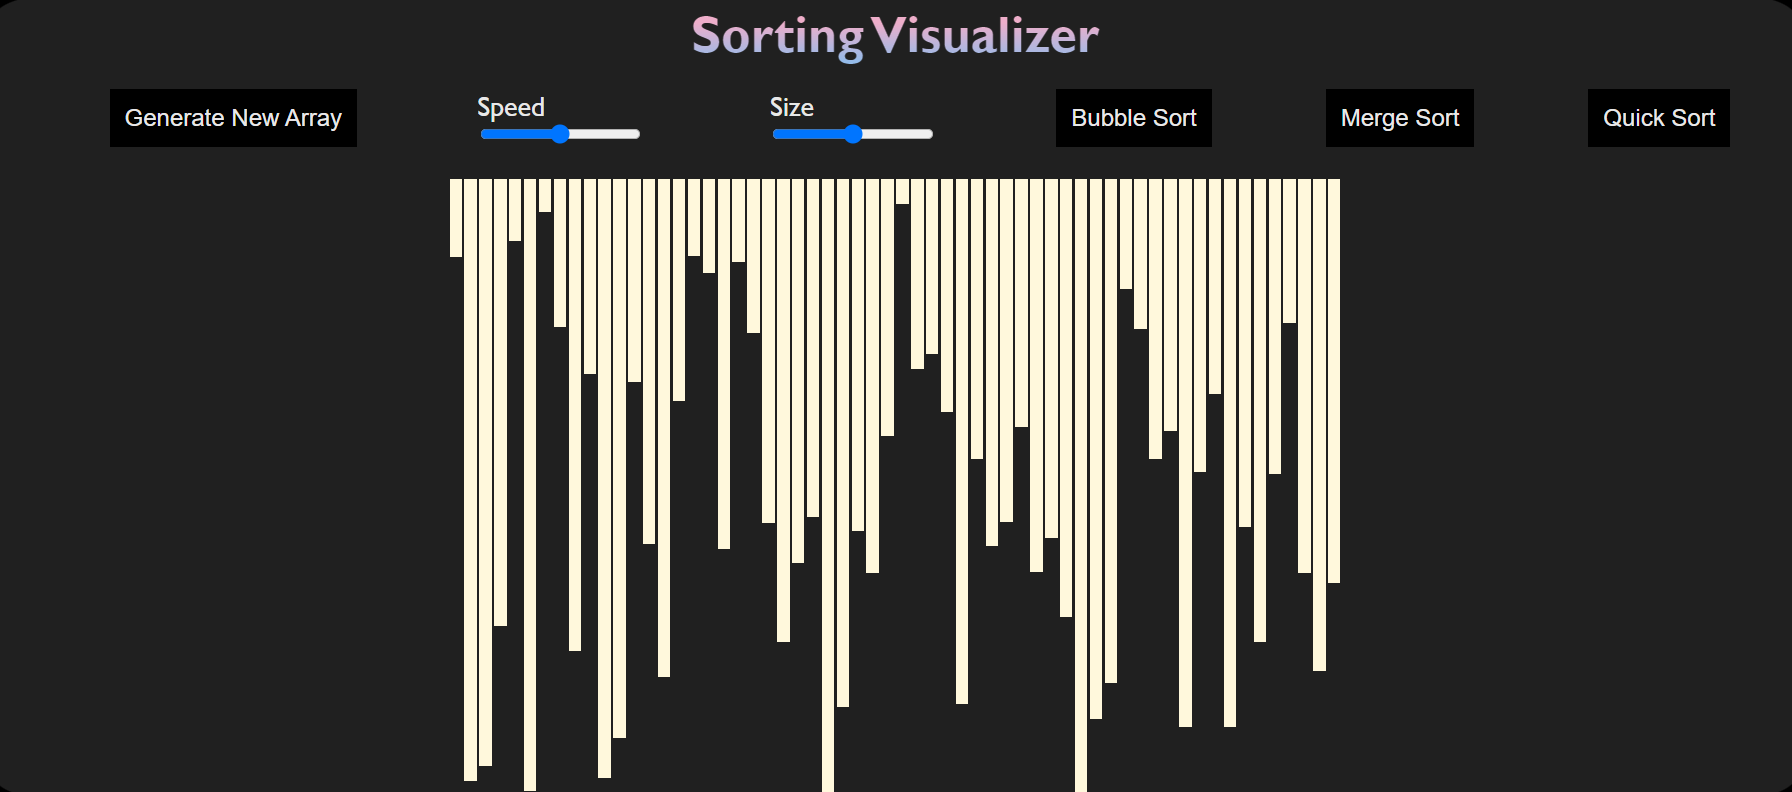 Sorting Visualizer
Generate New Array
Speed
Size
Bubble Sort
Merge Sort
Quick Sort